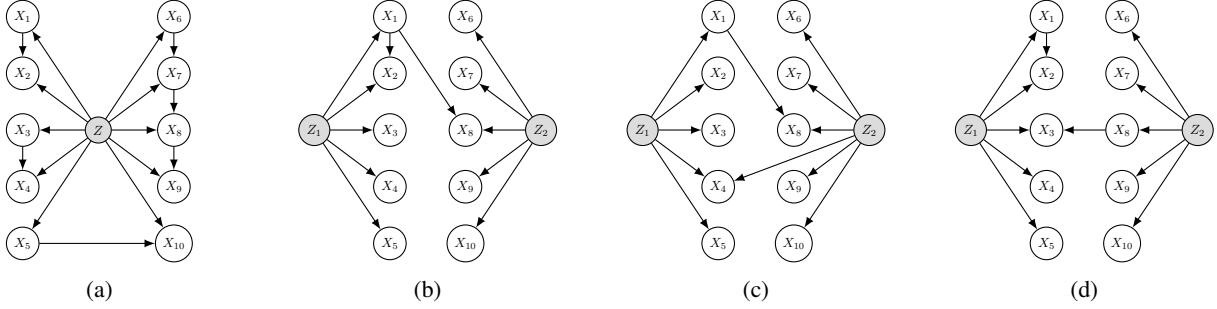 X1 X6
X2 X7
X3 Z X8
X4 X9
X5 X10
(a)
X1 X6
X2 X7
Z1 X3 X8 Z2
X4 X9
X5 X10
(b)
X1 X6
X2 X7
Z1 X3 X8 Z2
X4 X9
X5 X10
(c)
X1 X6
X2 X7
Z1 X3 X8 Z2
X4 X9
X5 X10
(d)